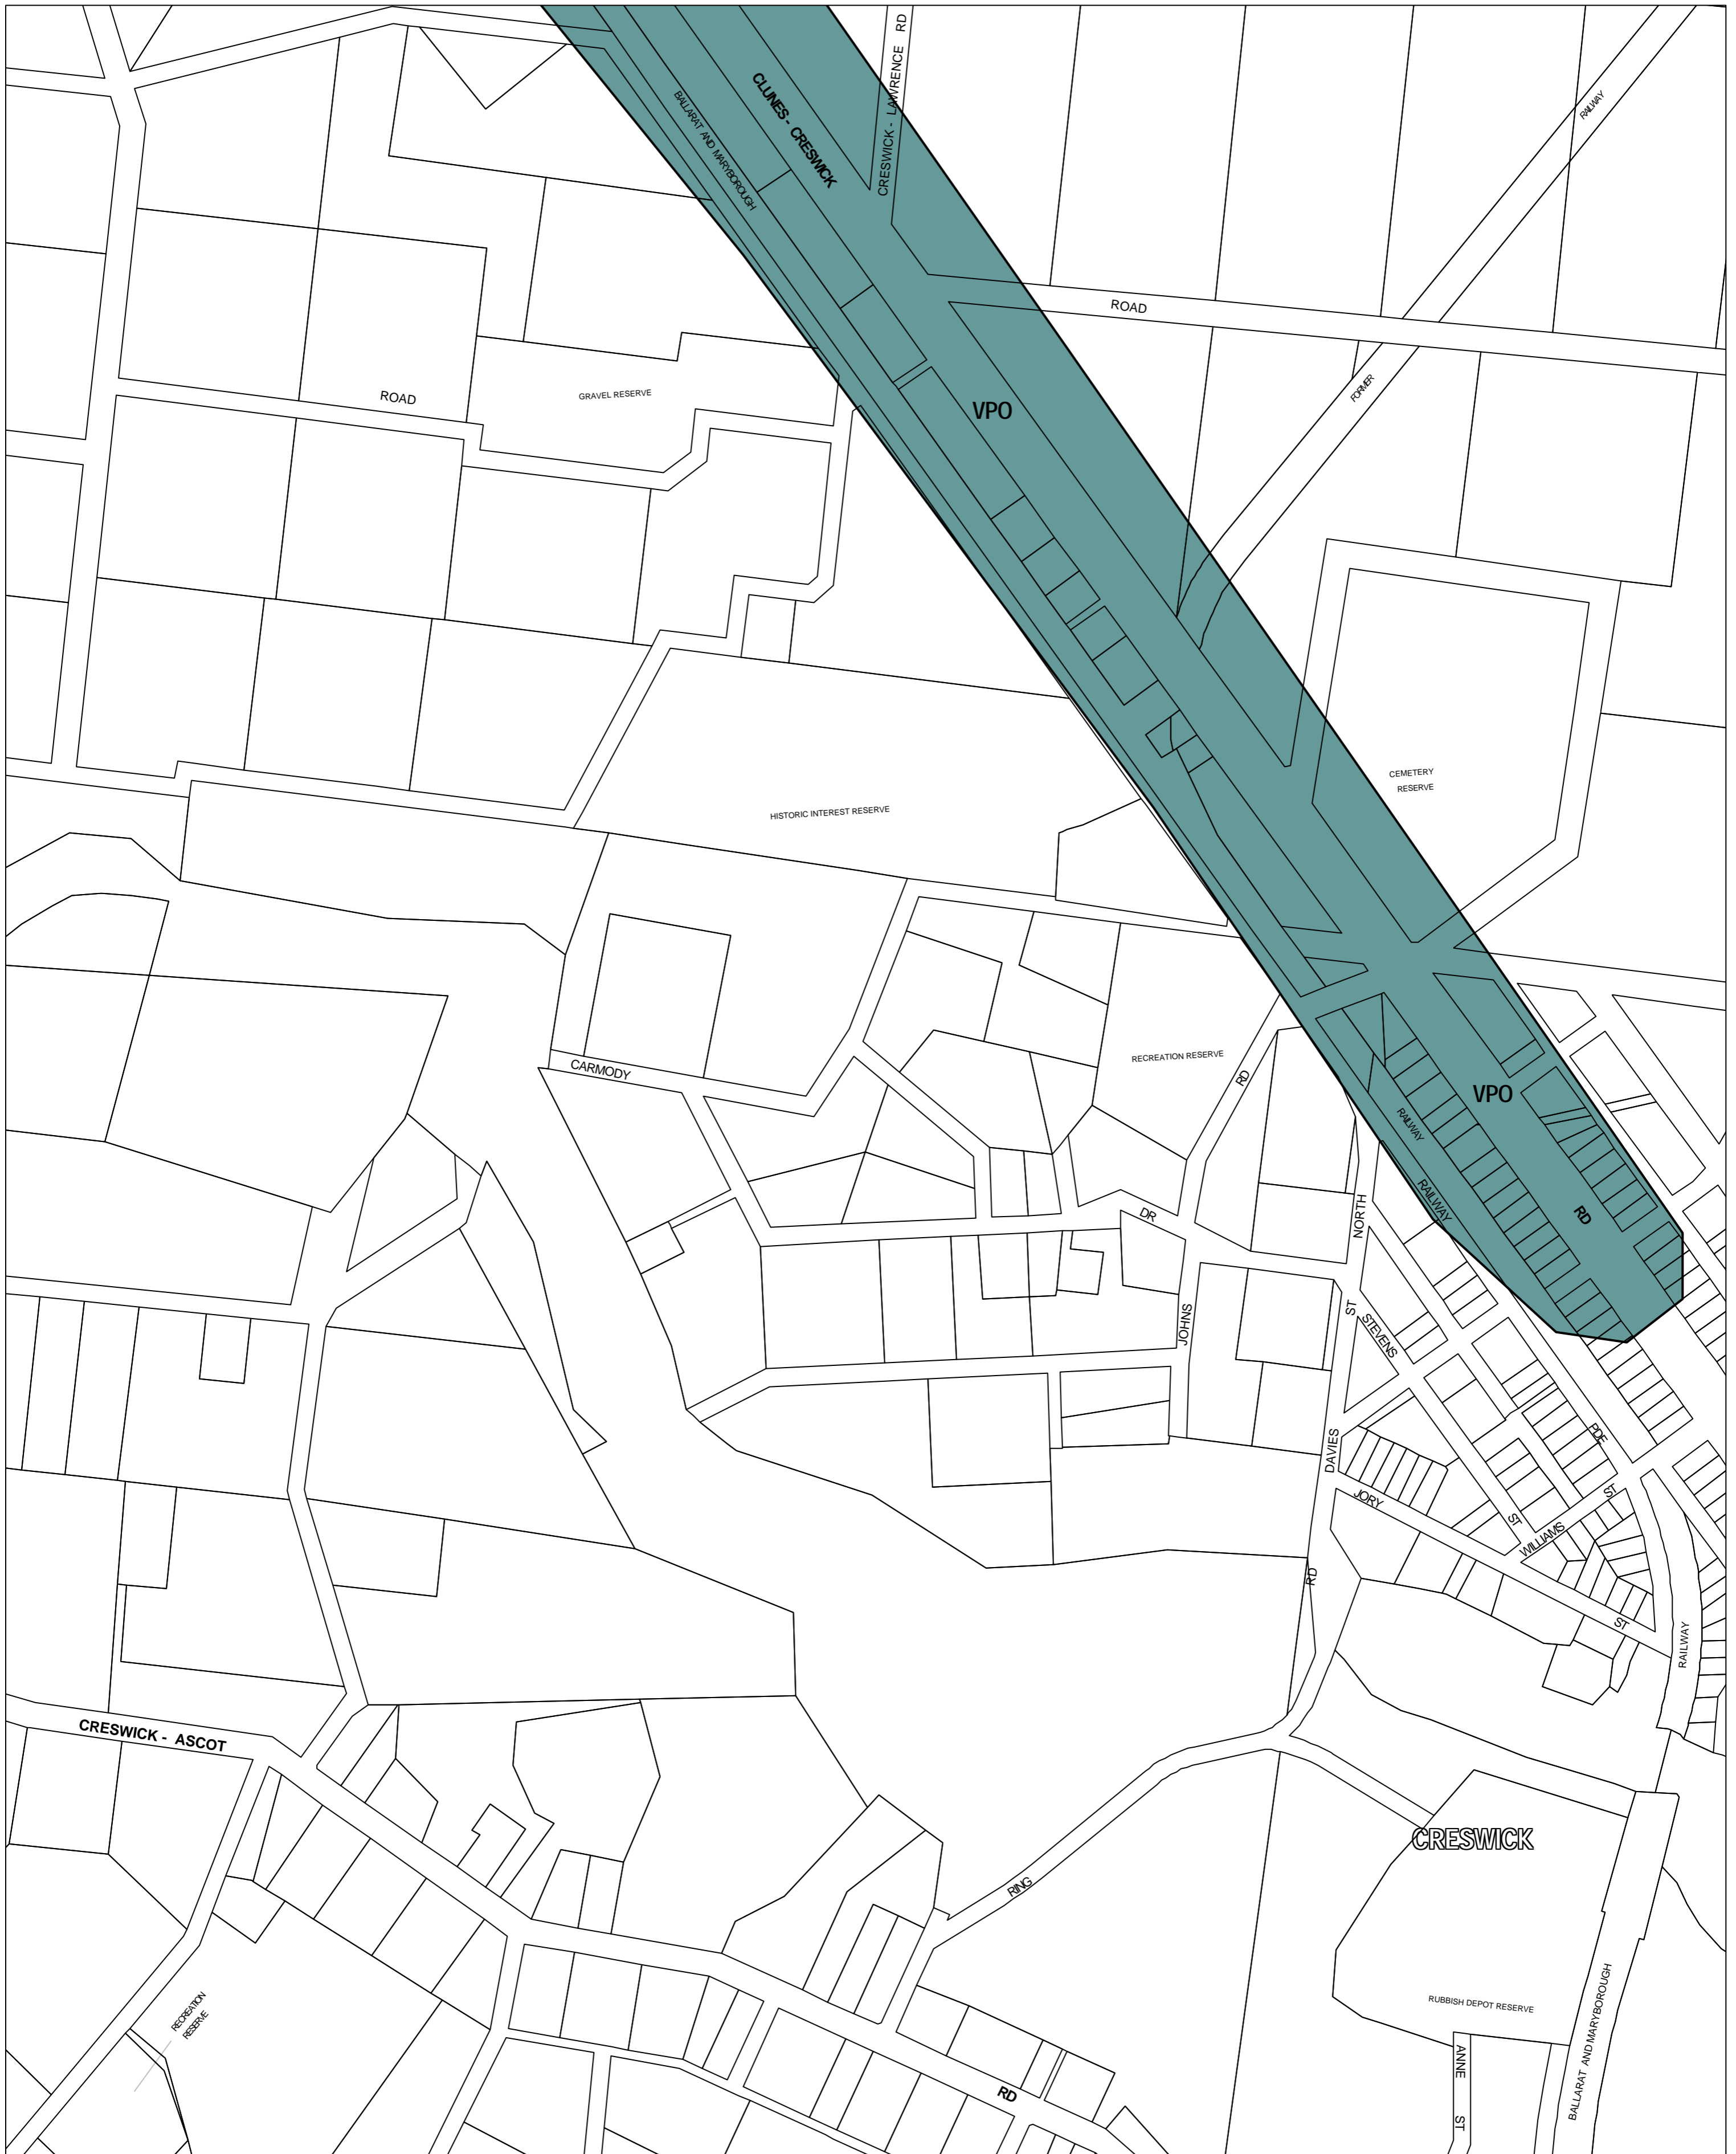 CRESWICK - LAWRENCE RD
CLUNES - CRESWICK
BALLARAT AND MARYBOROUGH
RAILWAY
ROAD
FORMER
ROAD
GRAVEL RESERVE
VPO
CEMETERY
RESERVE
HISTORIC INTEREST RESERVE
RECREATION RESERVE
CARMODY
RD
VPO
RAILWAY
RAILWAY
RD
NORTH
DR
JOHNS
ST
STEVENS
PDE
DAVIES
JORY
ST
WILLIAMS
ST
RD
ST
RAILWAY
CRESWICK - ASCOT
CRESWICK
RING
RECREATION
RESERVE
RUBBISH DEPOT RESERVE
BALLARAT AND MARYBOROUGH
ANNE ST
RD